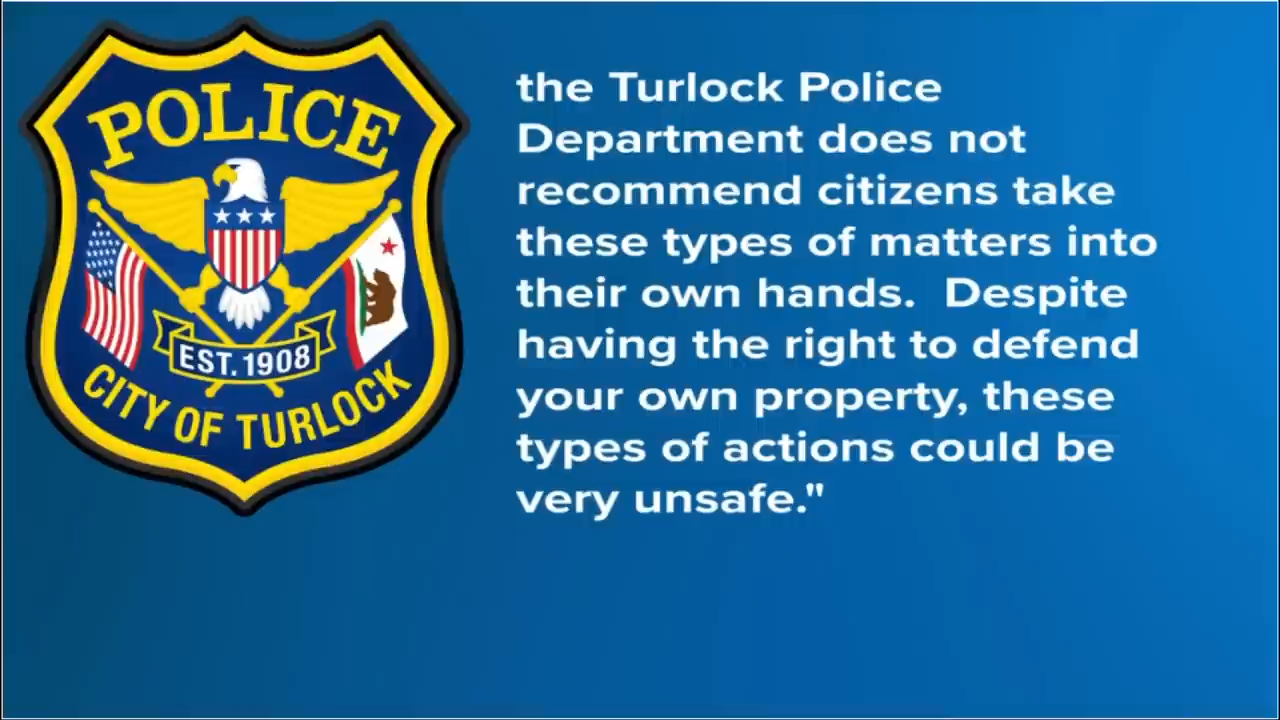 POLICE
EST. 1908
CITY OF TURLOCK
the Turlock Police
Department does not
recommend citizens take
these types of matters into
their own hands.  Despite
having the right to defend
your own property, these
types of actions could be
very unsafe."